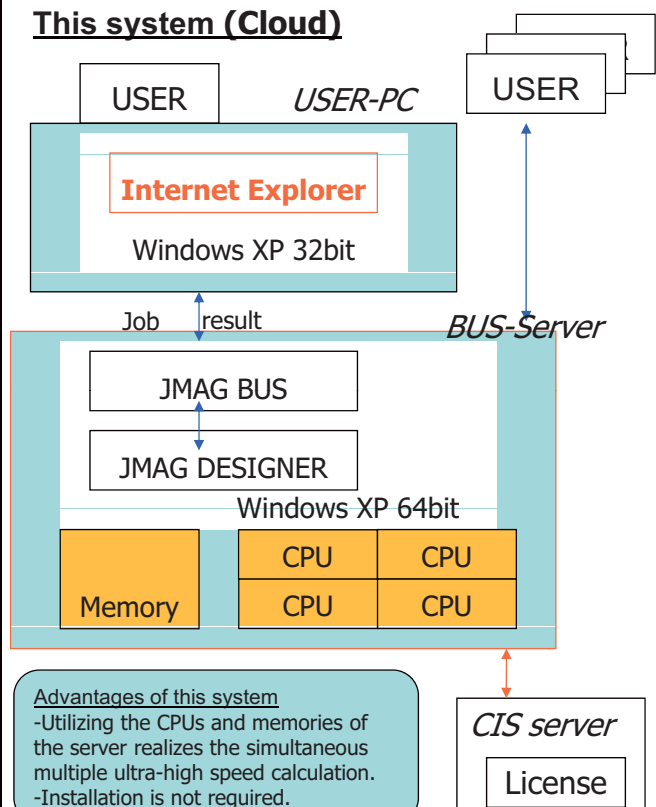 This system (Cloud)
USER
USER-PC
USER
Internet Explorer
Windows XP 32bit
Job result
BUS-Server
JMAG BUS
JMAG DESIGNER
Windows XP 64bit
Memory
CPU CPU
CPU CPU
Advantages of this system
-Utilizing the CPUs and memories of
the server realizes the simultaneous
multiple ultra-high speed calculation.
-Installation is not required.
CIS server
License